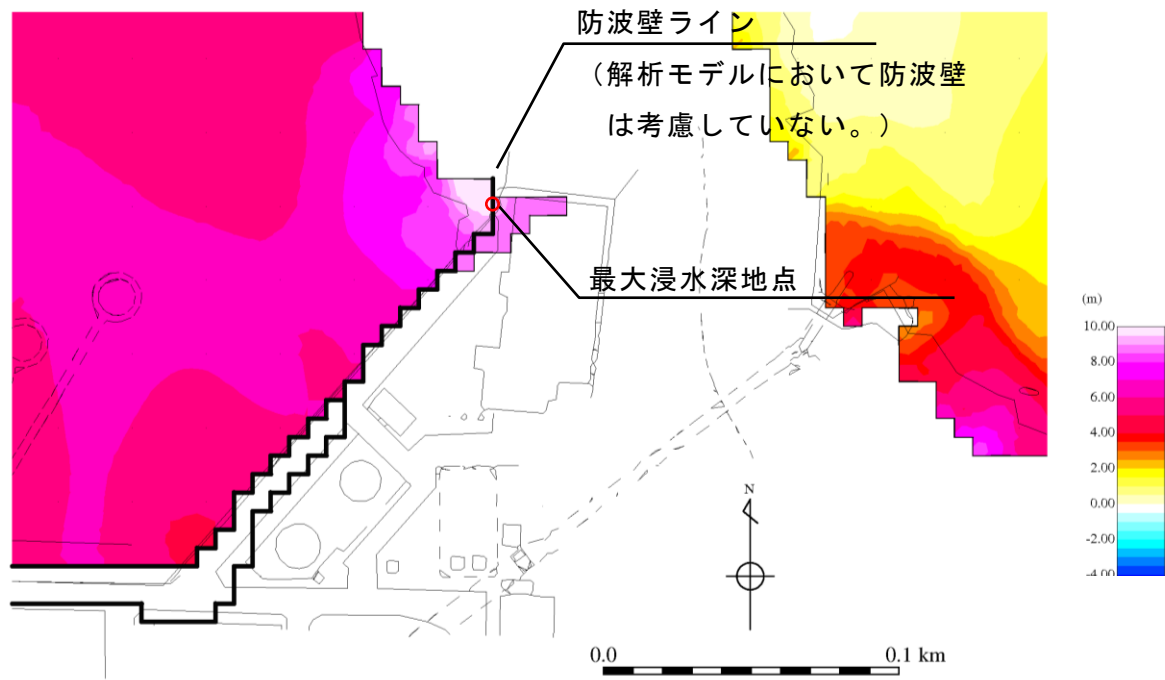 防波壁ライン
（解析モデルにおいて防波壁
は考慮していない。）
最大浸水深地点
(m)
10.00
8.00
6.00
4.00
2.00
0.00
-2.00
-4.00
N
0.0
0.1 km